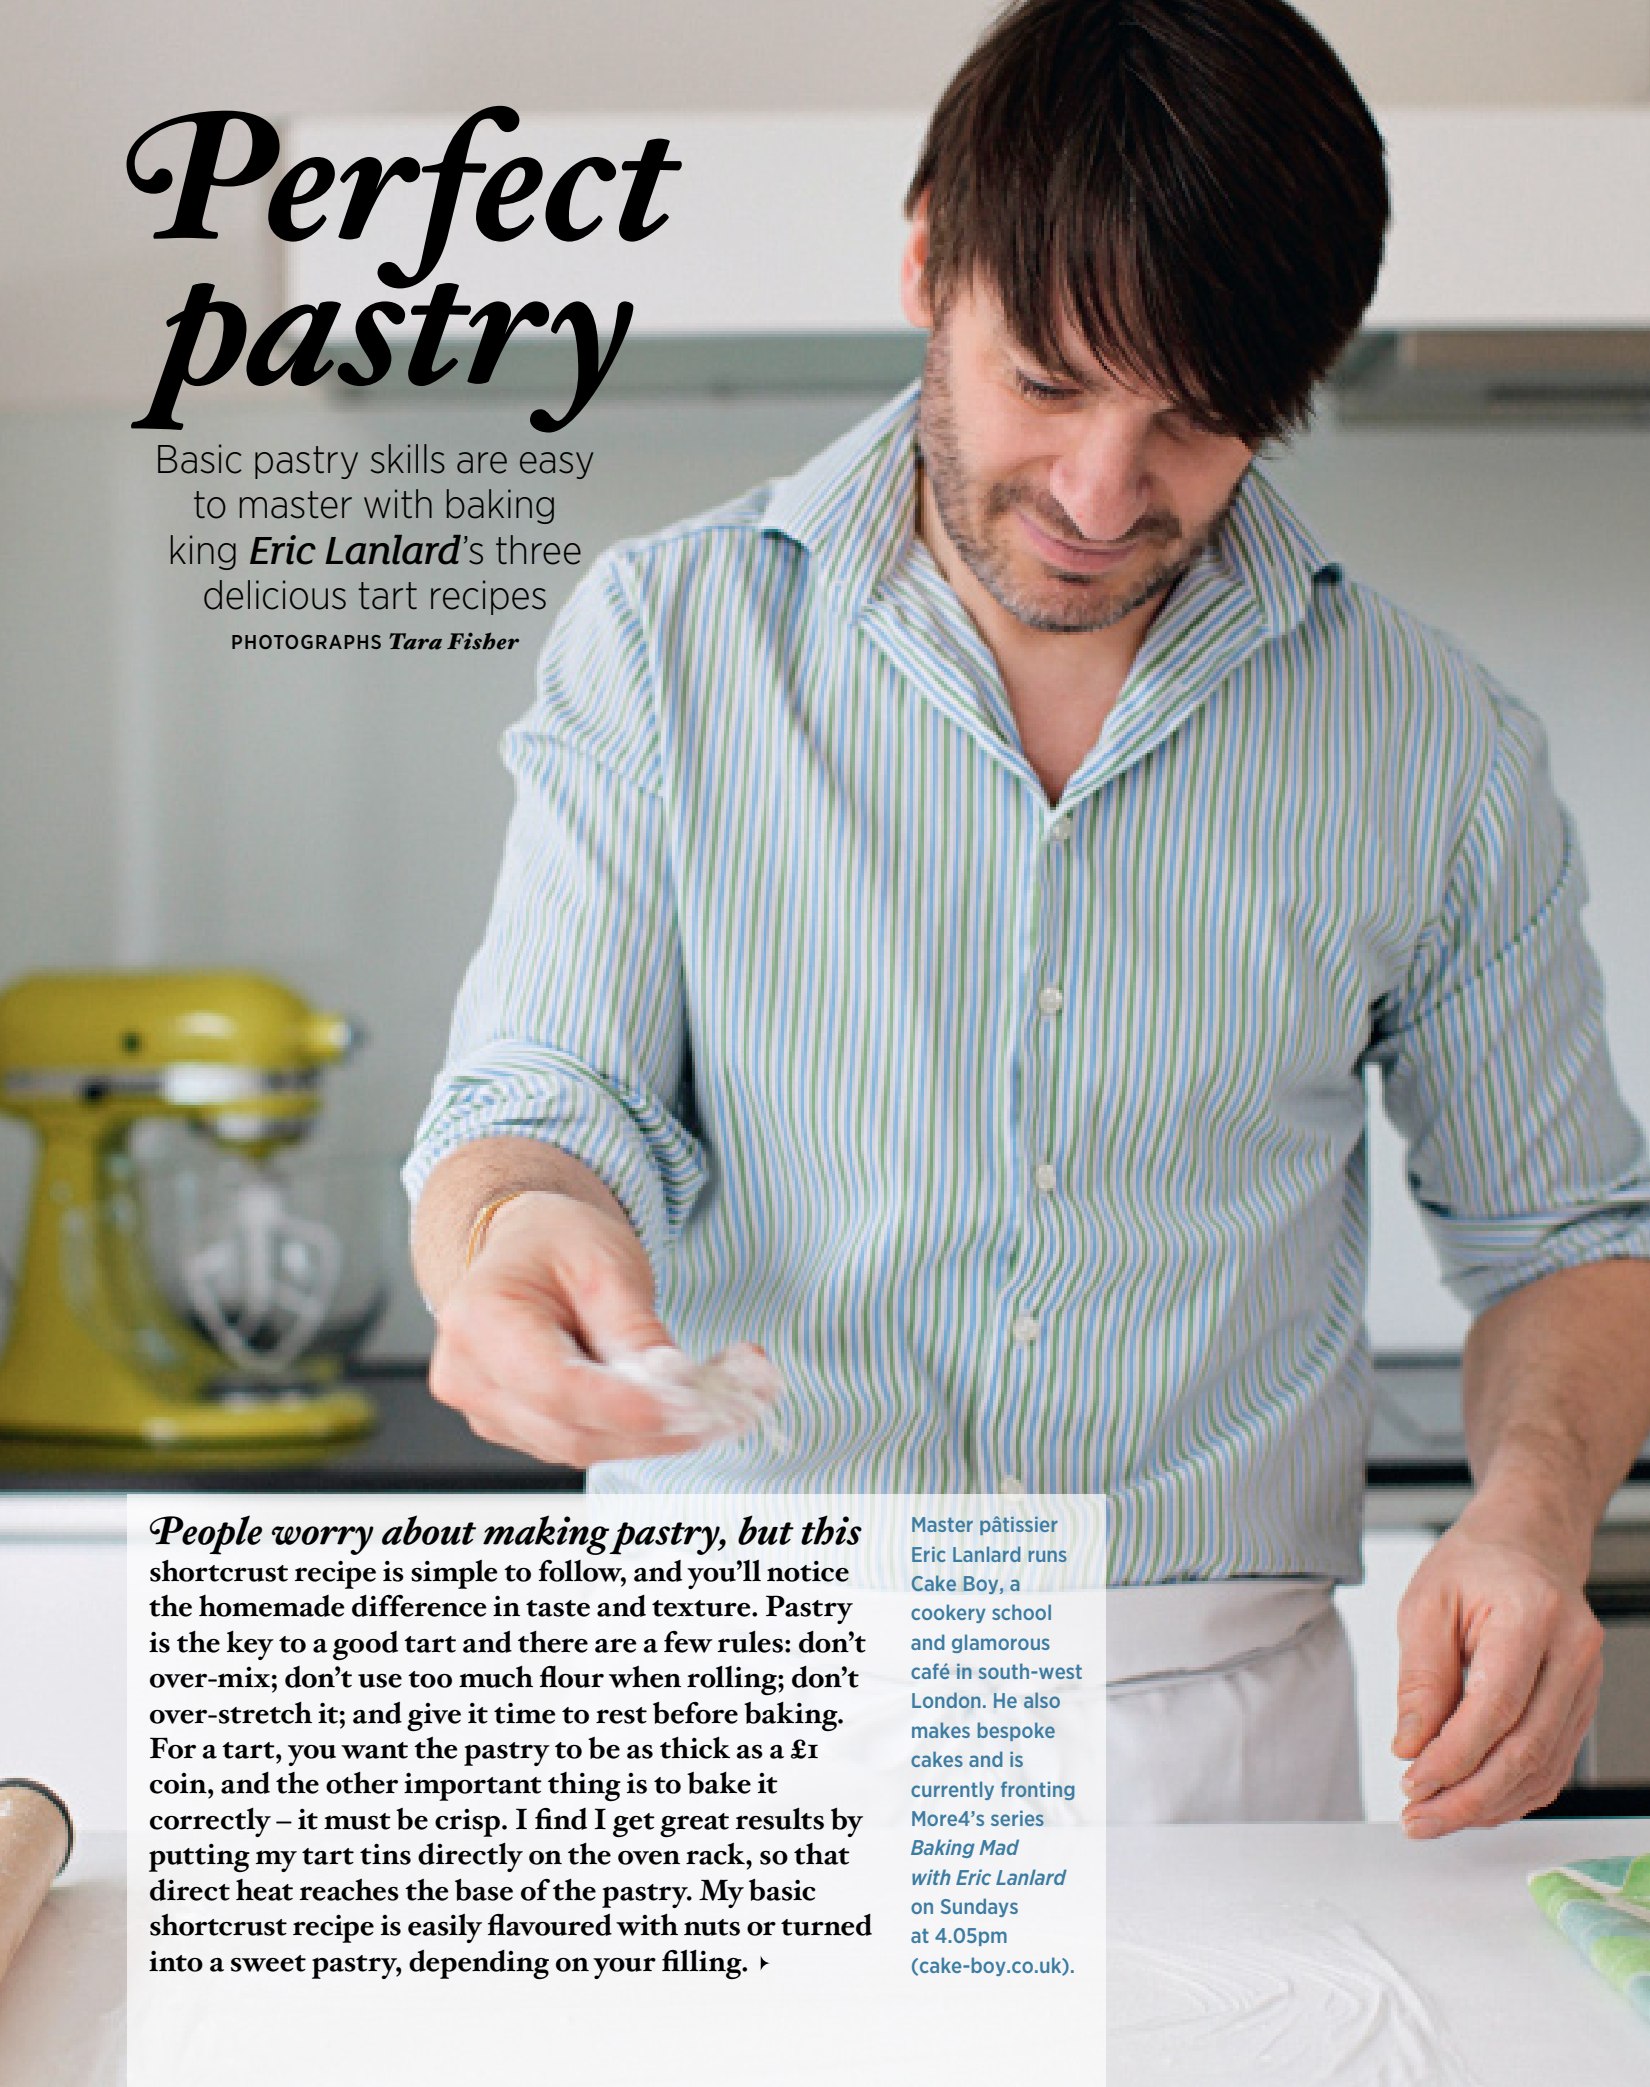 Perfect
pastry
Basic pastry skills are easy
to master with baking
king Eric Lanlard's three
delicious tart recipes
PHOTOGRAPHS Tara Fisher
People worry about making pastry, but this
shortcrust recipe is simple to follow, and you'll notice
the homemade difference in taste and texture. Pastry
is the key to a good tart and there are a few rules: don't
over-mix; don't use too much flour when rolling; don't
over-stretch it; and give it time to rest before baking.
For a tart, you want the pastry to be as thick as a £1
coin, and the other important thing is to bake it
correctly – it must be crisp. I find I get great results by
putting my tart tins directly on the oven rack, so that
direct heat reaches the base of the pastry. My basic
shortcrust recipe is easily flavoured with nuts or turned
into a sweet pastry, depending on your filling.
Master pâtissier
Eric Lanlard runs
Cake Boy, a
cookery school
and glamorous
café in south-west
London. He also
makes bespoke
cakes and is
currently fronting
More4's series
Baking Mad
with Eric Lanlard
on Sundays
at 4.05pm
(cake-boy.co.uk).